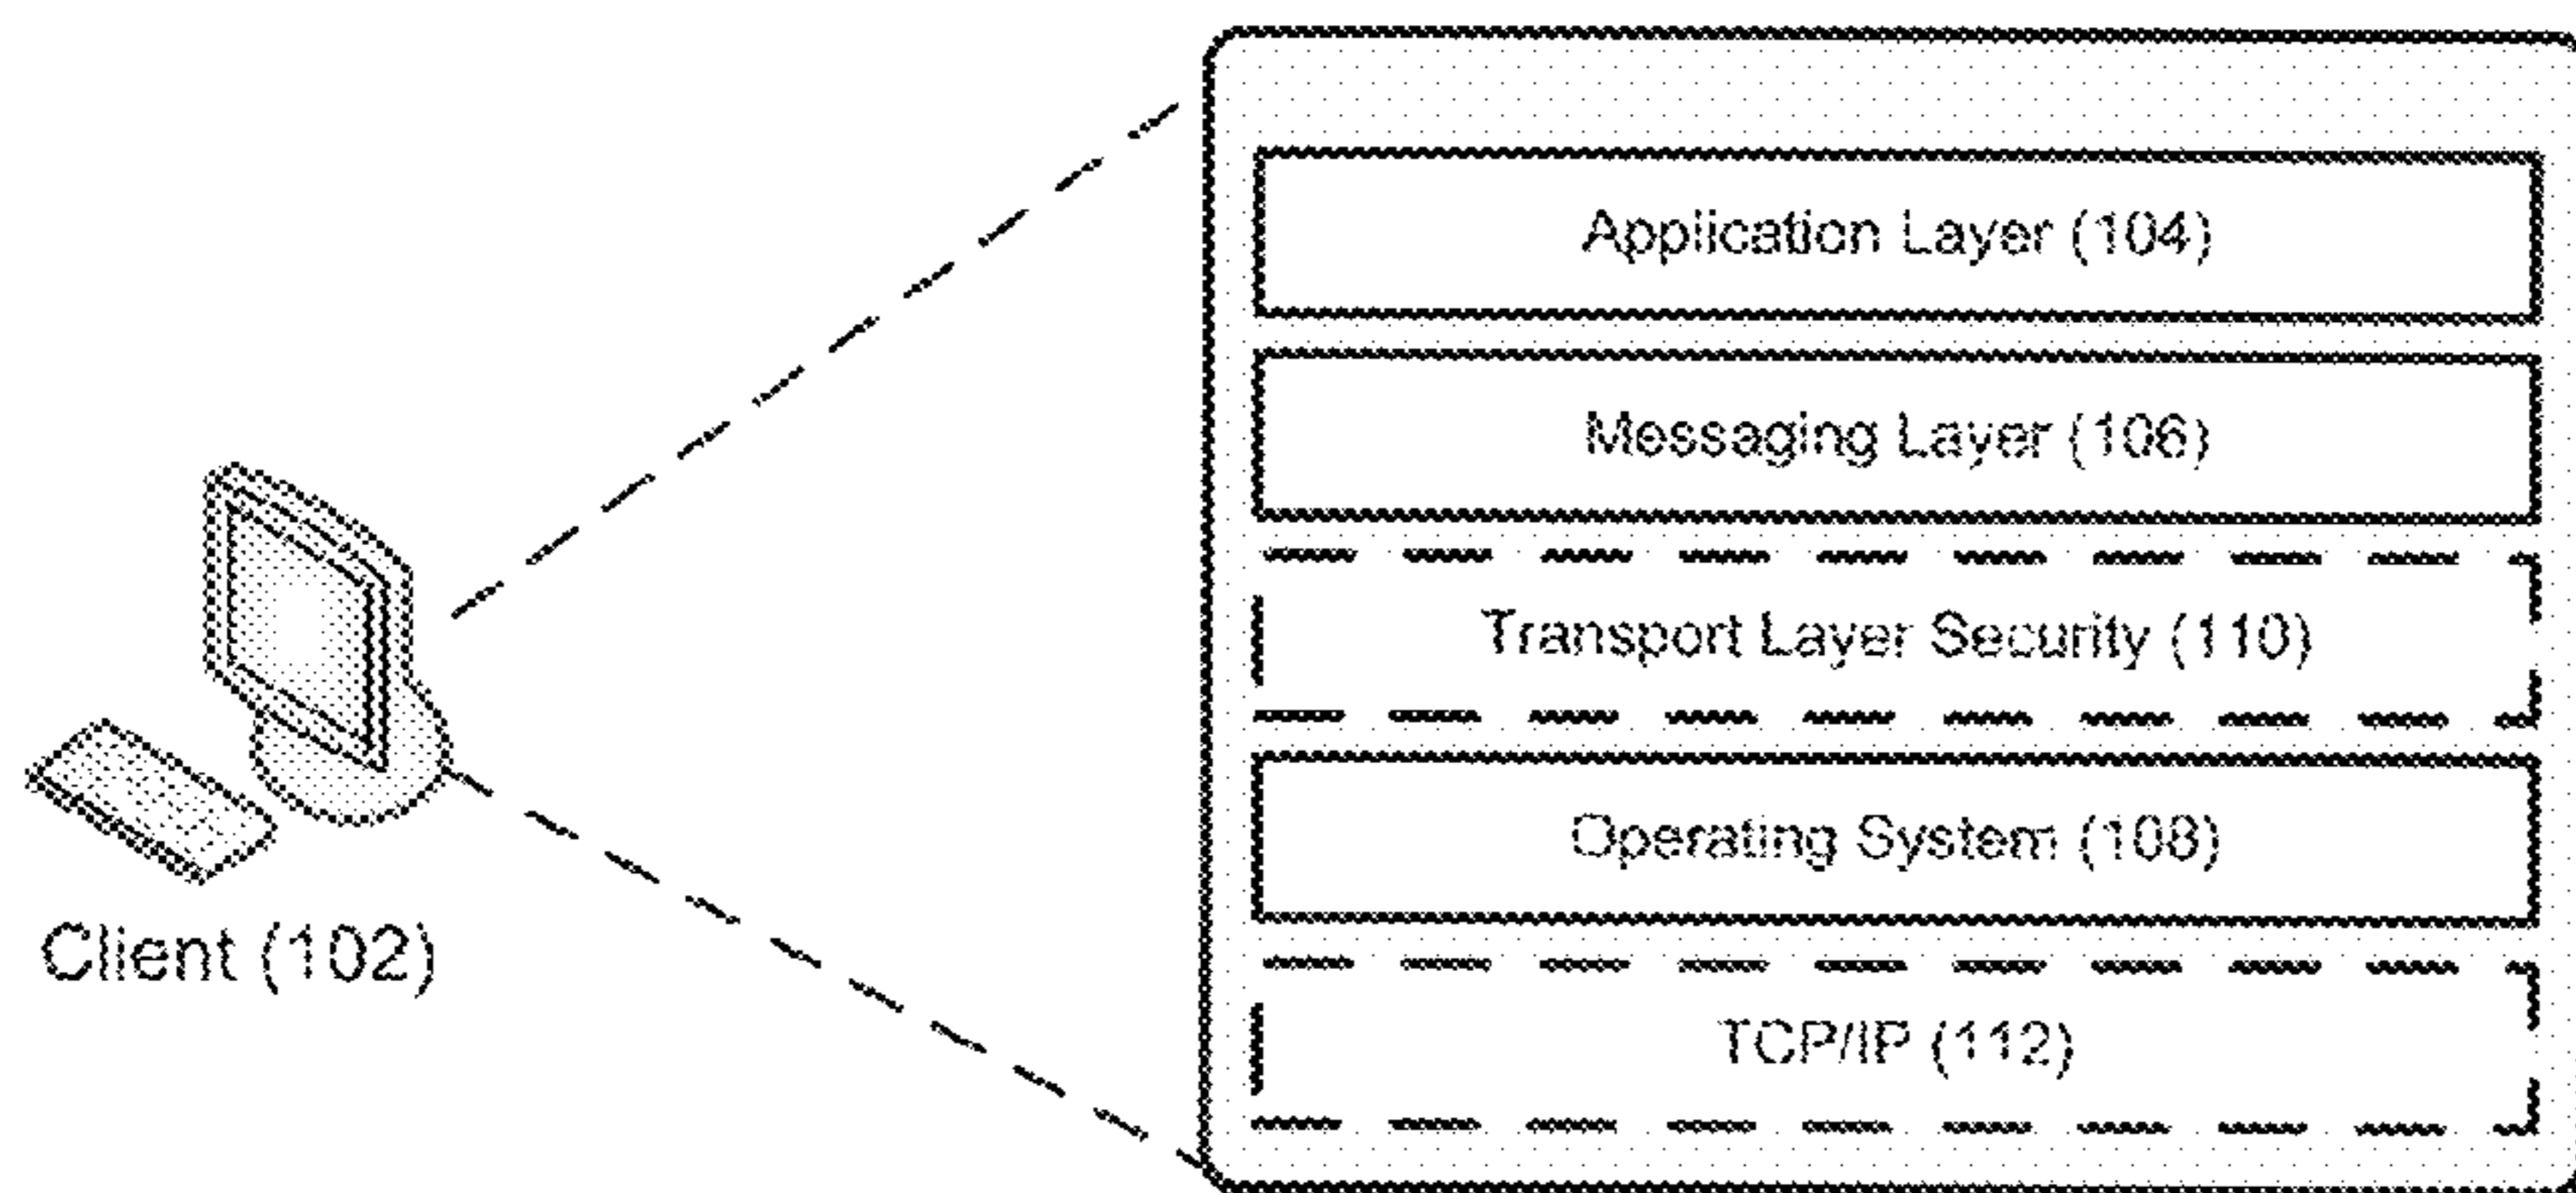 Application Layer (104)
Messaging Layer (106)
Transport Layer Security (110)
Operating System (108)
TCP/IP (112)
Client (102)